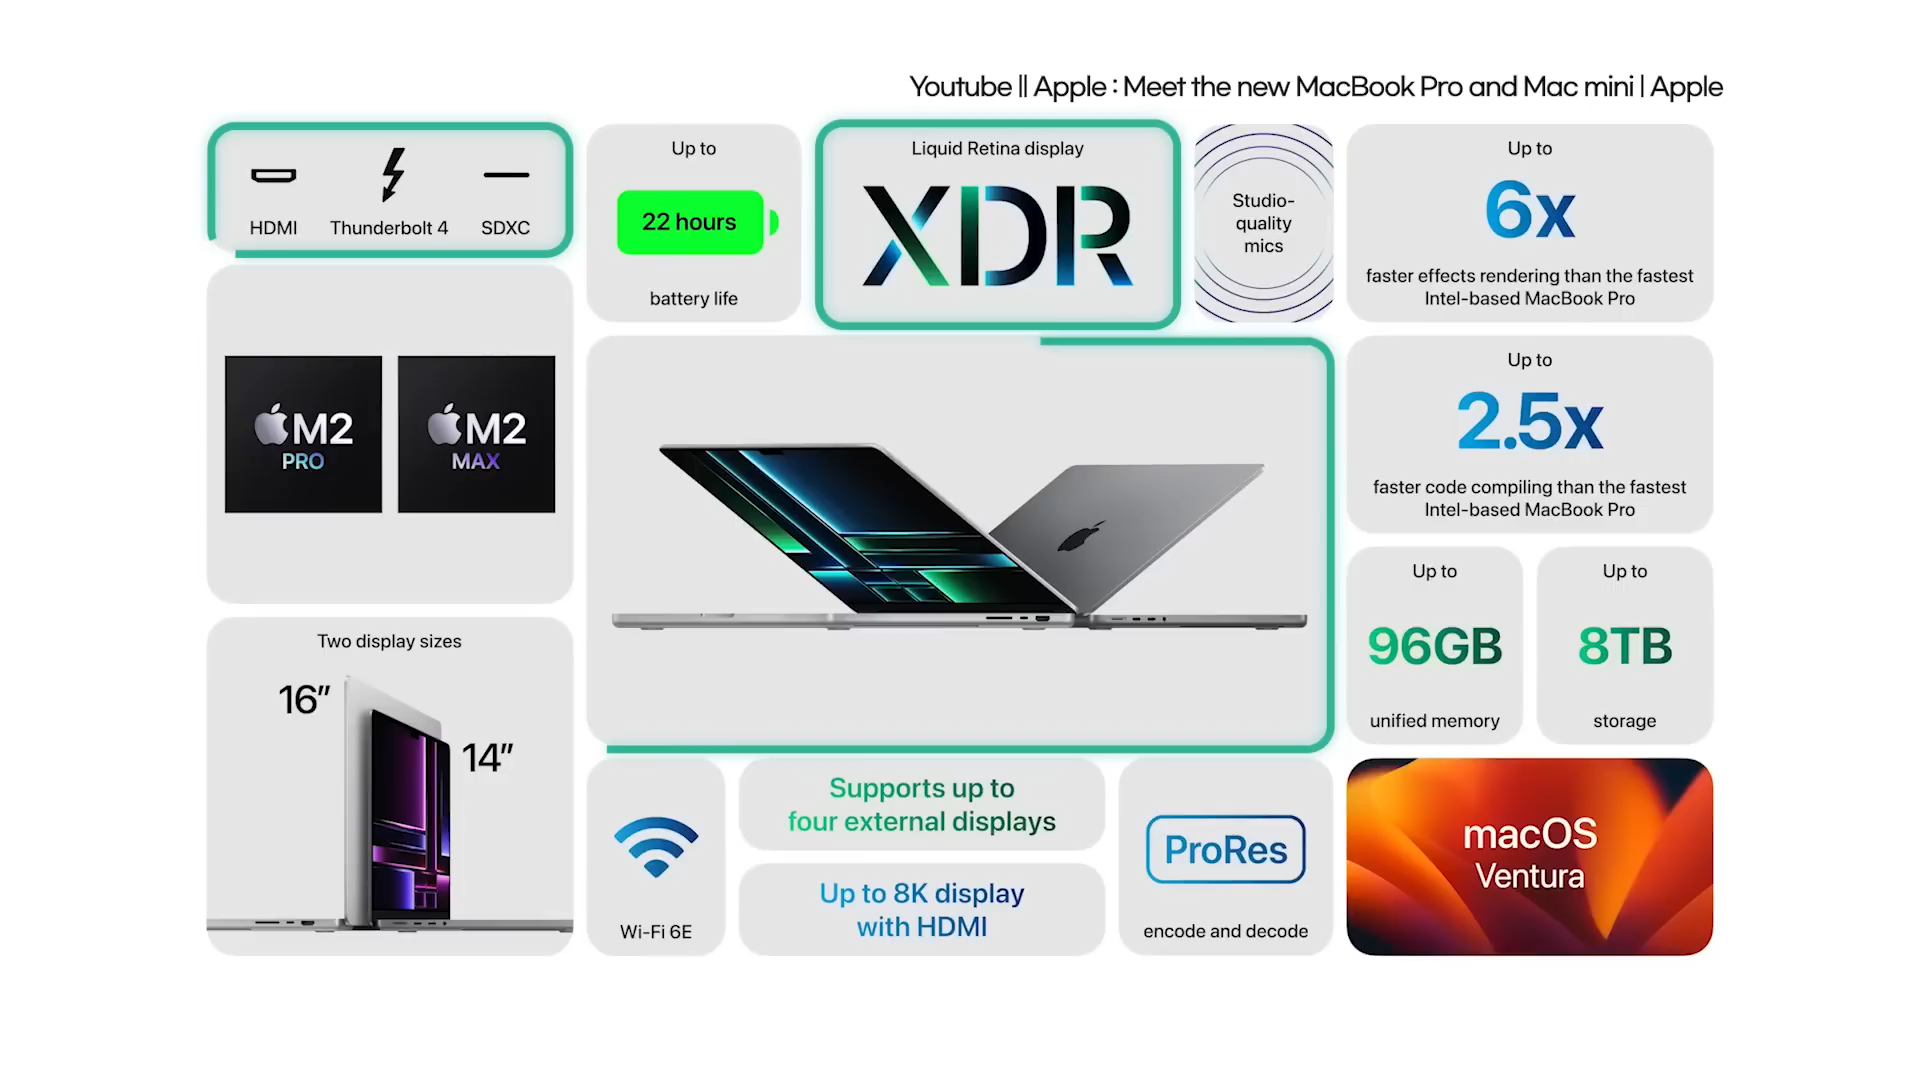 Youtube || Apple : Meet the new MacBook Pro and Mac mini | Apple
HDMI
Thunderbolt 4
SDXC
Up to
22 hours
battery life
Liquid Retina display
XDR
Studio-
quality
mics
Up to
6x
faster effects rendering than the fastest
Intel-based MacBook Pro
M2
PRO
M2
MAX
Up to
2.5x
faster code compiling than the fastest
Intel-based MacBook Pro
Up to
96GB
unified memory
Up to
8TB
storage
Two display sizes
16”
14”
Wi-Fi 6E
Supports up to
four external displays
Up to 8K display
with HDMI
ProRes
encode and decode
macOS
Ventura